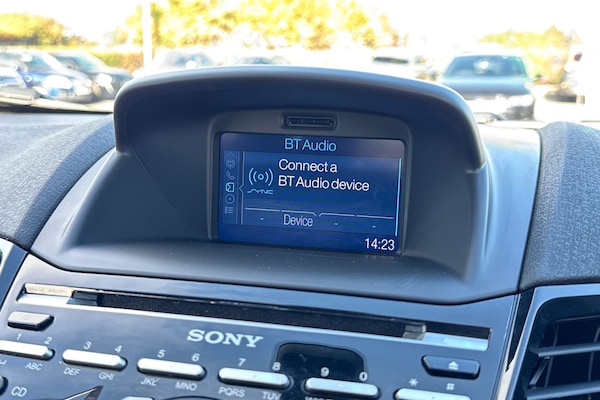 BT Audio
Connect a
BT Audio device
SYNC
Device
14:23
SONY
1 2 3 4 5 6 7 8 9 0
ABC DEF GHI JKL MNO PQRS TUV * #
CD